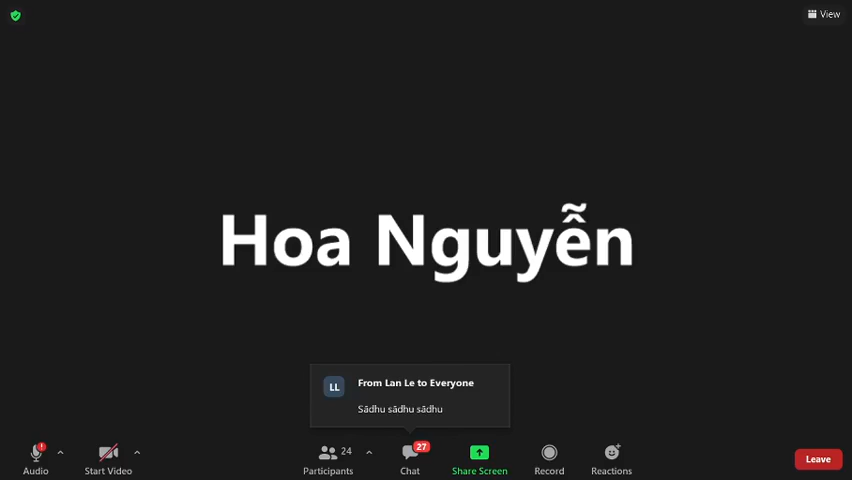 View
Hoa Nguyễn
LL
From Lan Le to Everyone
Sādhu sādhu sādhu
24
27
Audio
Start Video
Participants
Chat
Share Screen
Record
Reactions
Leave